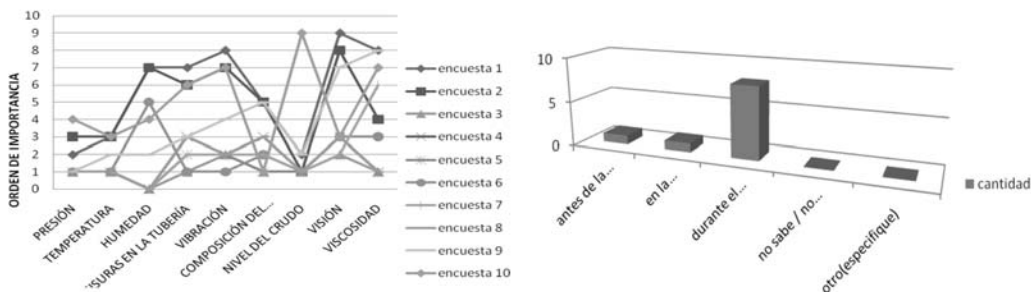 ORDEN DE IMPORTANCIA
10
9
8
7
6
5
4
3
2
1
0
PRESIÓN
TEMPERATURA
HUMEDAD
ISURAS EN LA TUBERÍA
VIBRACIÓN
COMPOSICIÓN DEL...
NIVEL DEL CRUDO
VISIÓN
VISCOSIDAD
encuesta 1
encuesta 2
encuesta 3
encuesta 4
encuesta 5
encuesta 6
encuesta 7
encuesta 8
encuesta 9
encuesta 10
10
5
0
antes de la...
en la...
durante el...
no sabe / no...
otro(especifique)
cantidad